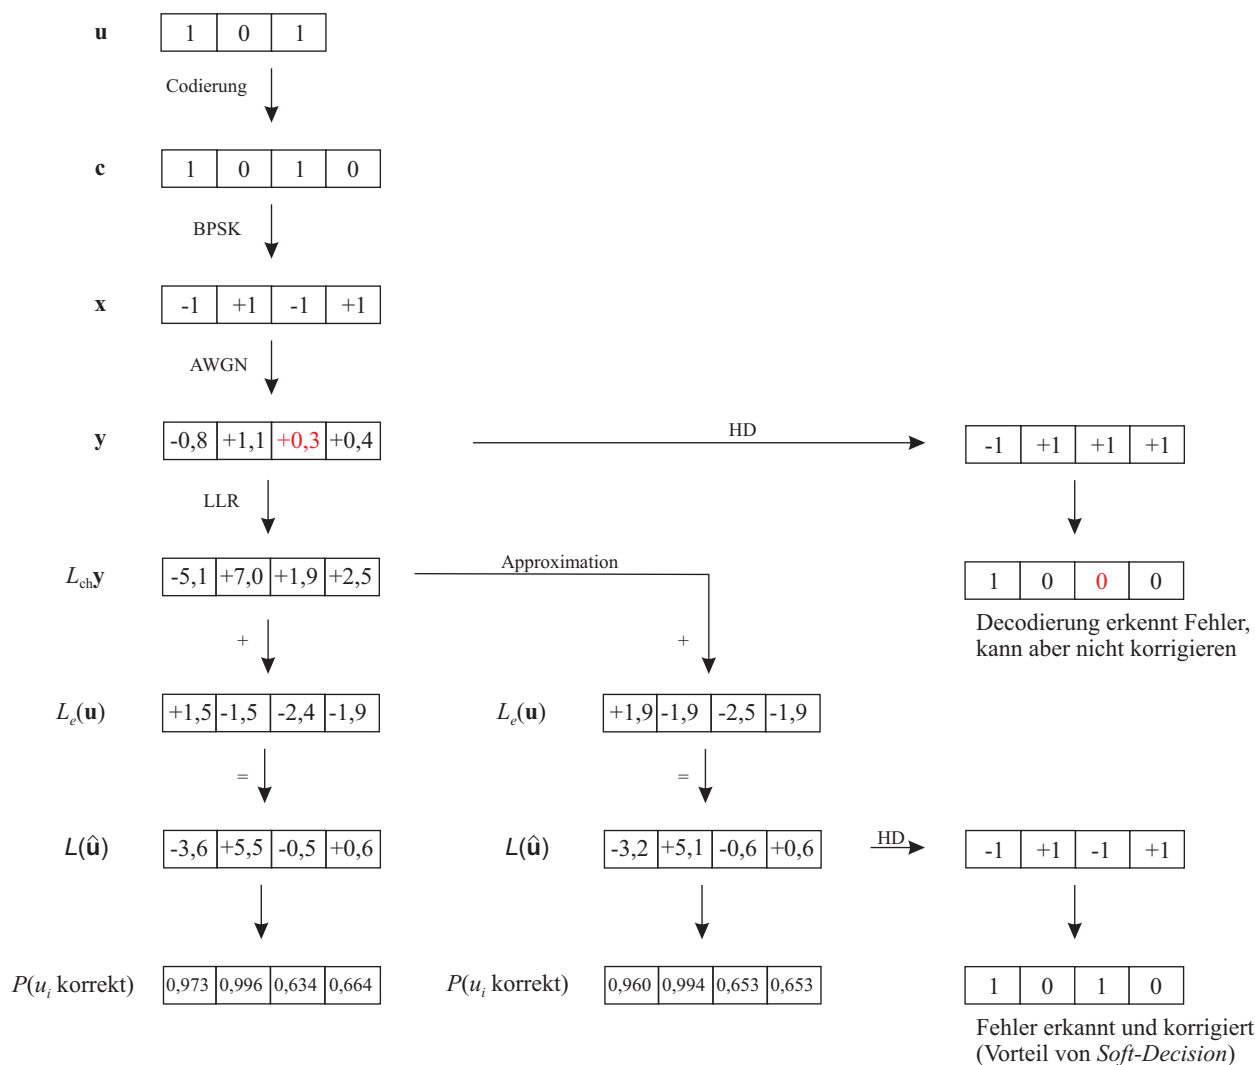 u 1 0 1
Codierung
c 1 0 1 0
BPSK
x -1 +1 -1 +1
AWGN
y -0,8 +1,1 +0,3 +0,4 HD -1 +1 +1 +1
LLR
L_ch y -5,1 +7,0 +1,9 +2,5 Approximation 1 0 0 0
Decodierung erkennt Fehler,
kann aber nicht korrigieren
+ +
L_e(u) +1,5 -1,5 -2,4 -1,9 L_e(u) +1,9 -1,9 -2,5 -1,9
= =
L(û) -3,6 +5,5 -0,5 +0,6 L(û) -3,2 +5,1 -0,6 +0,6 HD -1 +1 -1 +1
P(u_i korrekt) 0,973 0,996 0,634 0,664 P(u_i korrekt) 0,960 0,994 0,653 0,653 1 0 1 0
Fehler erkannt und korrigiert
(Vorteil von Soft-Decision)